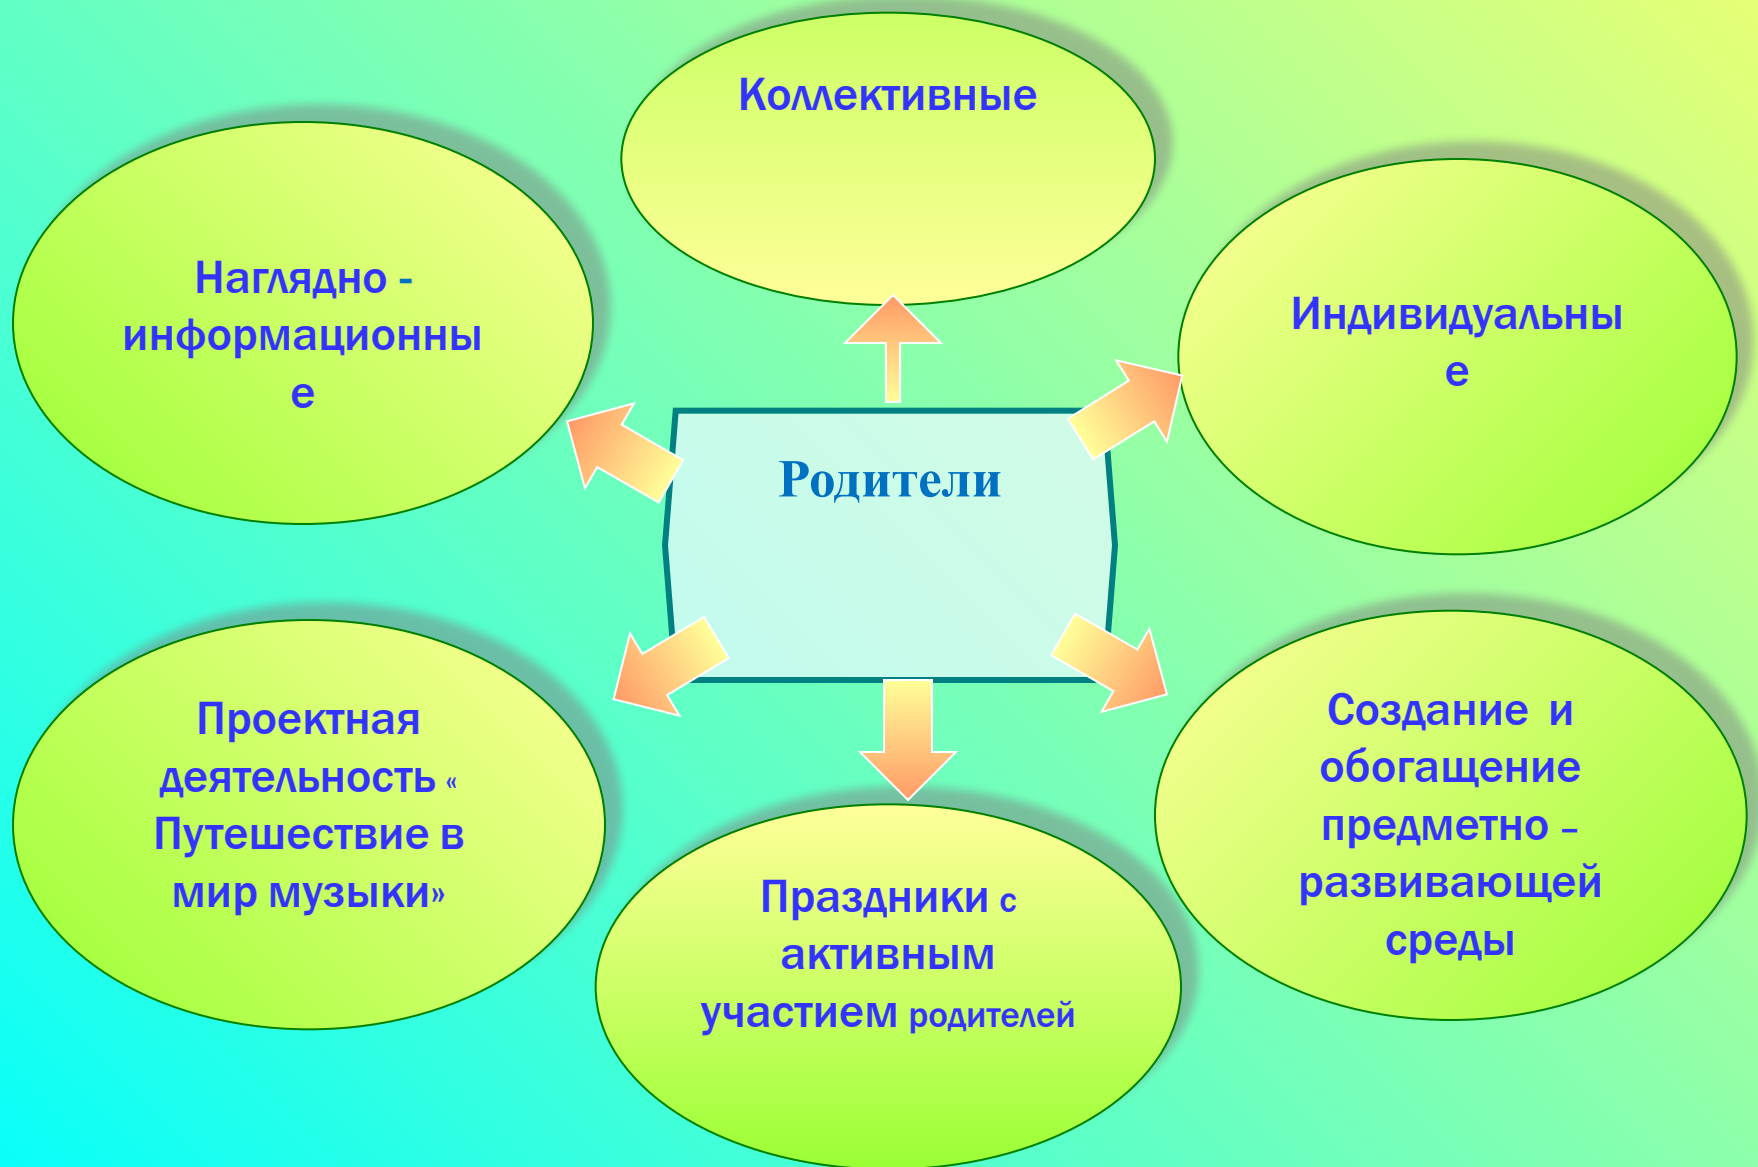 Коллективные
Наглядно -
информационны
е
Индивидуальны
е
Родители
Проектная
деятельность «
Путешествие в
мир музыки»
Праздники с
активным
участием родителей
Создание и
обогащение
предметно –
развивающей
среды